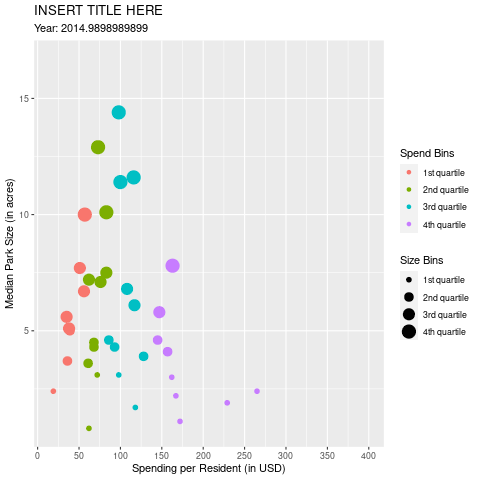 INSERT TITLE HERE
Year: 2014.9898989899
15
10
5
Median Park Size (in acres)
0
50
100
150
200
250
300
350
400
Spending per Resident (in USD)
Spend Bins
1st quartile
2nd quartile
3rd quartile
4th quartile
Size Bins
1st quartile
2nd quartile
3rd quartile
4th quartile